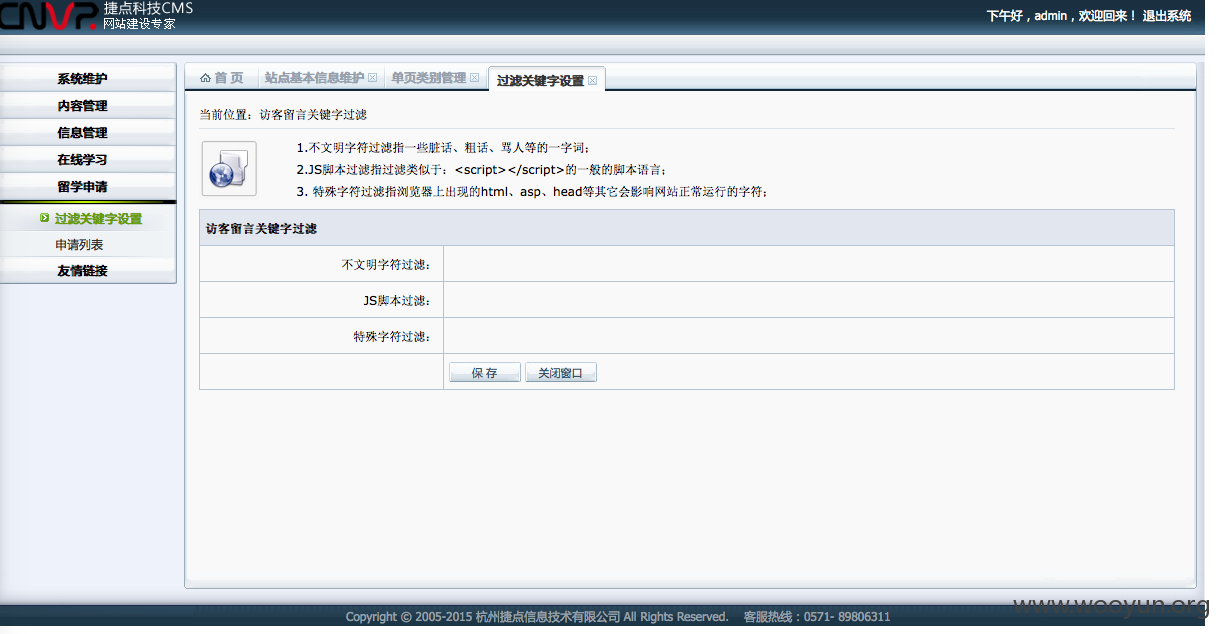 CNVP
捷点科技CMS
网站建设专家
下午好，admin，欢迎回来！ 退出系统
系统维护
内容管理
信息管理
在线学习
留学申请
过滤关键字设置
申请列表
友情链接
首 页 站点基本信息维护 单页类别管理 过滤关键字设置
当前位置：访客留言关键字过滤
1.不文明字符过滤指一些脏话、粗话、骂人等的一字词；
2.JS脚本过滤指过滤类似于：<script></script>的一般的脚本语言；
3. 特殊字符过滤指浏览器上出现的html、asp、head等其它会影响网站正常运行的字符；
访客留言关键字过滤
不文明字符过滤：
JS脚本过滤：
特殊字符过滤：
保 存 关闭窗口
Copyright © 2005-2015 杭州捷点信息技术有限公司 All Rights Reserved. 客服热线：0571- 89806311
www.wooyun.org